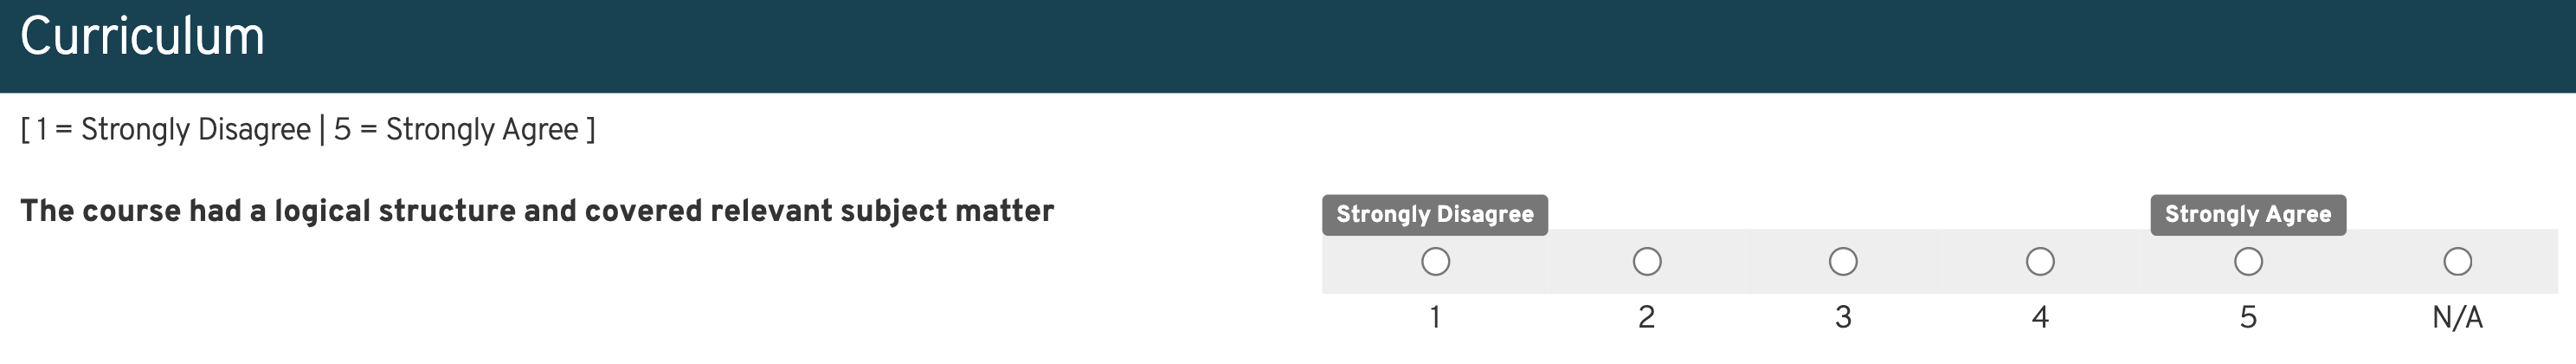 Curriculum
[ 1 = Strongly Disagree | 5 = Strongly Agree ]
The course had a logical structure and covered relevant subject matter
Strongly Disagree Strongly Agree
1 2 3 4 5 N/A